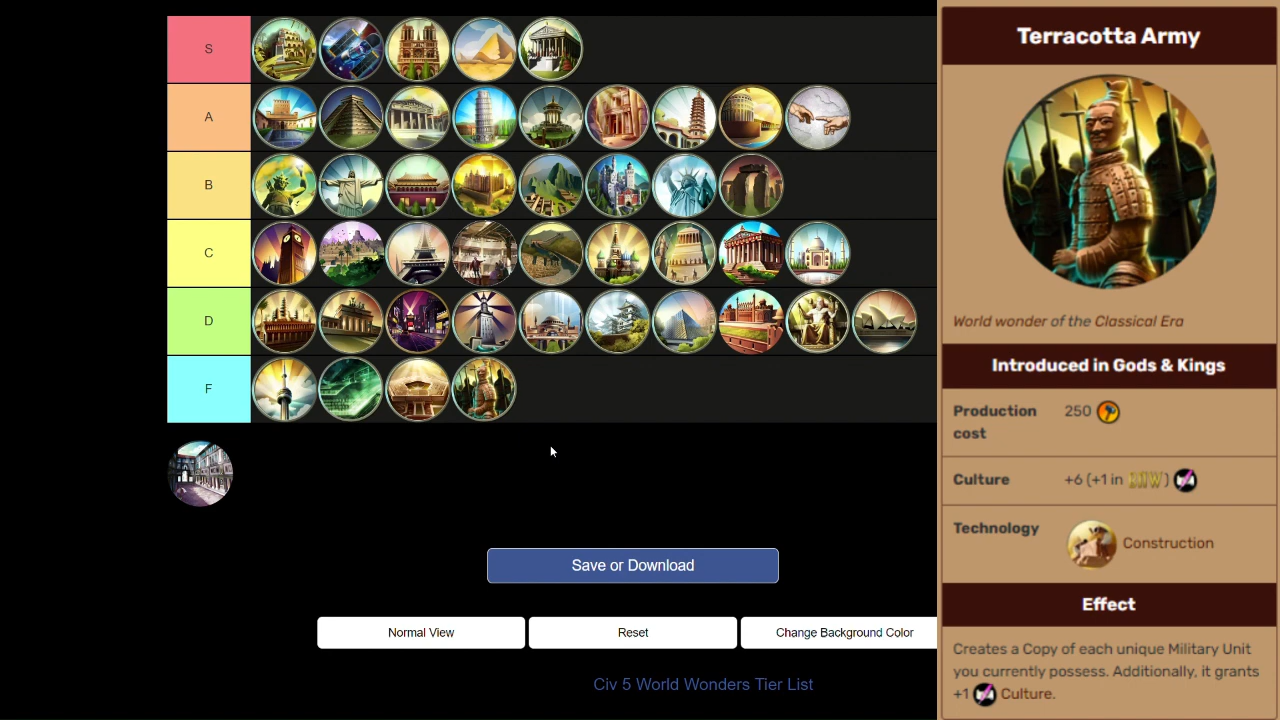 S
A
B
C
D
F
Save or Download
Normal View
Reset
Change Background Color
Civ 5 World Wonders Tier List
Terracotta Army
World wonder of the Classical Era
Introduced in Gods & Kings
Production cost
250
Culture
+6 (+1 in BNW)
Technology
Construction
Effect
Creates a Copy of each unique Military Unit
you currently possess. Additionally, it grants
+1 Culture.